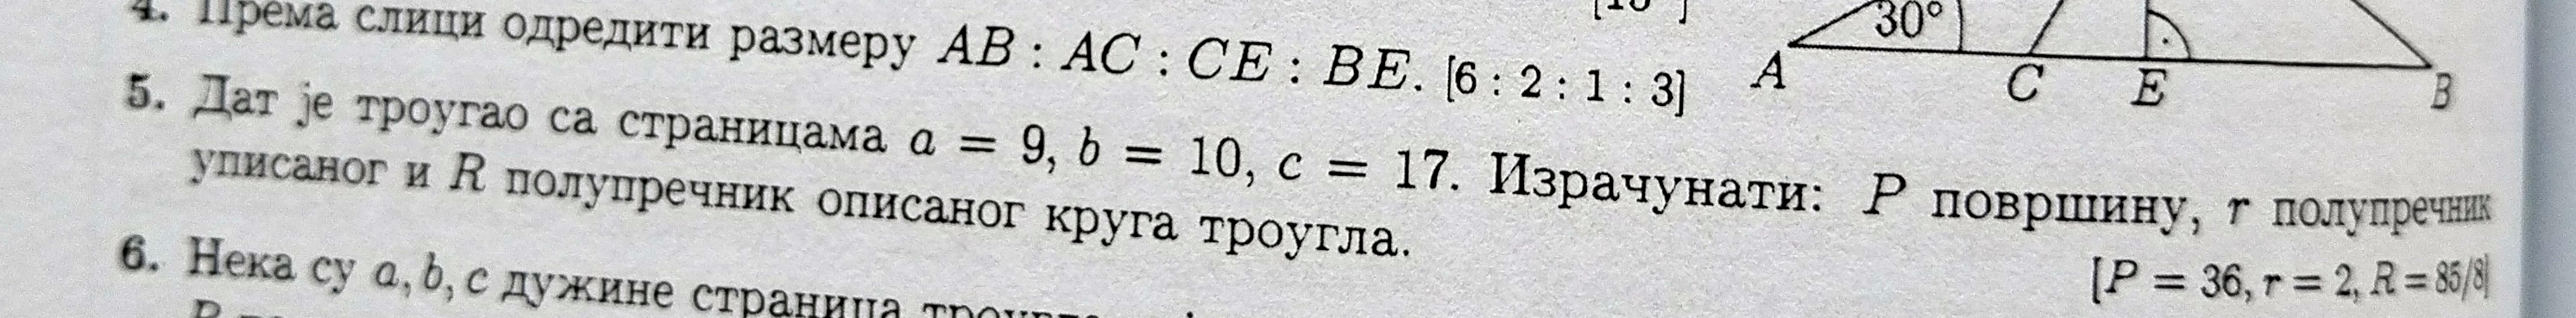 4. Према слици одредити размеру AB : AC : CE : BE. [6 : 2 : 1 : 3]
30°
A C E B
5. Дат је троугао са страницама a = 9, b = 10, c = 17. Израчунати: P површину, r полупречник
уписаног и R полупречник описаног круга троугла.
[P = 36, r = 2, R = 85/8]
6. Нека су a, b, c дужине страница